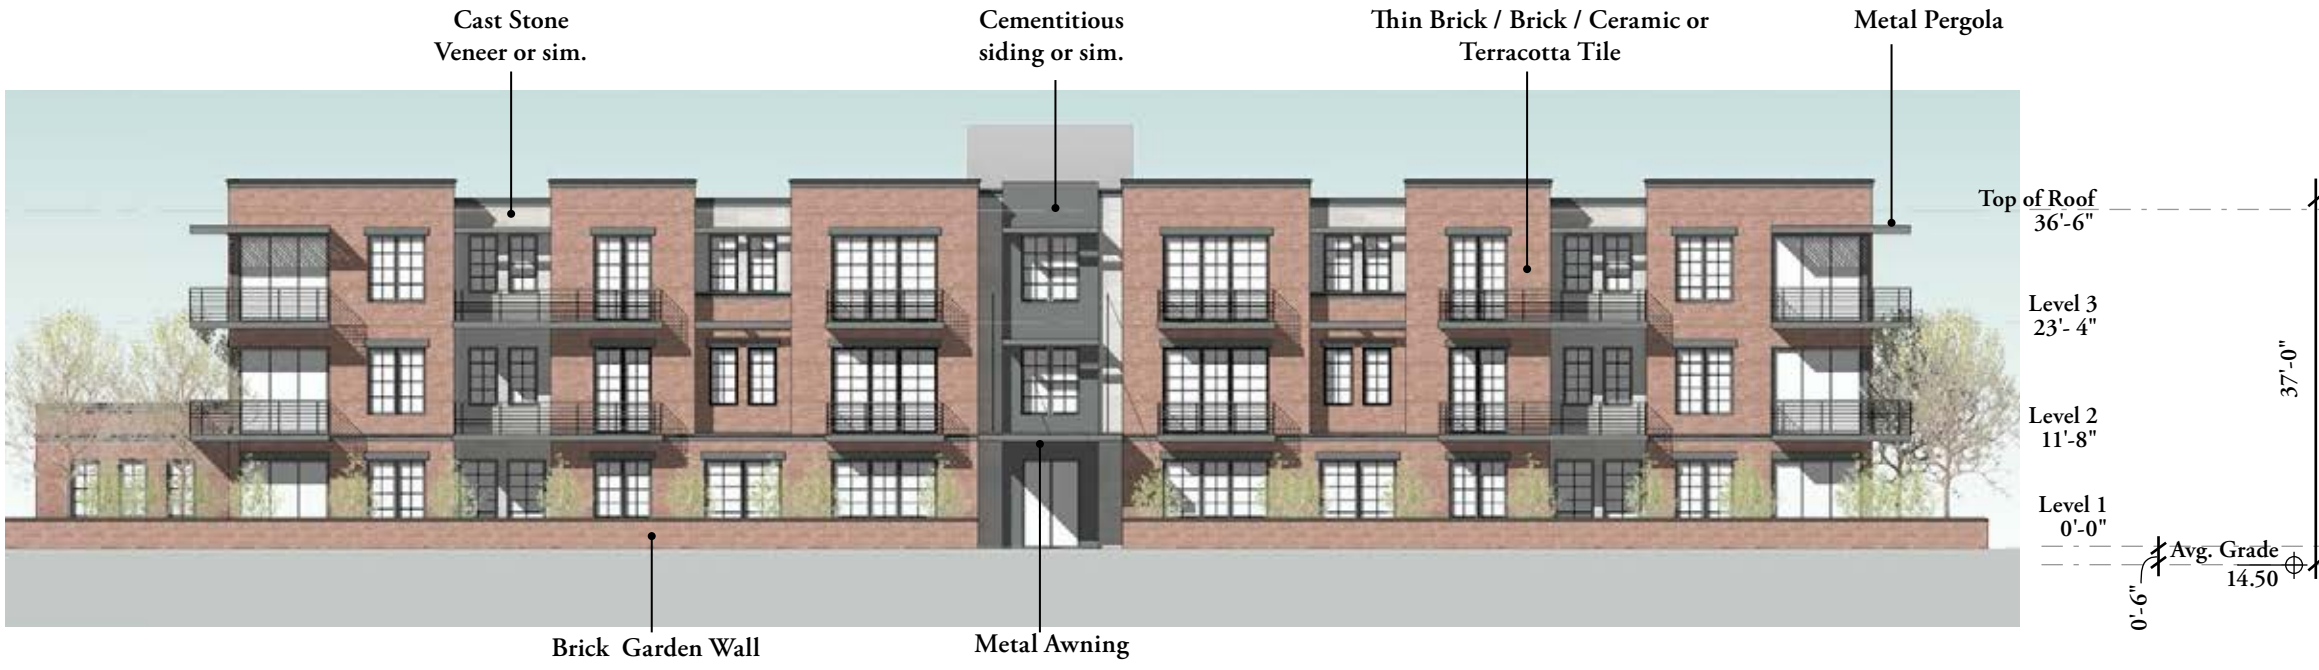 Cast Stone
Veneer or sim.
Cementitious
siding or sim.
Thin Brick / Brick / Ceramic or
Terracotta Tile
Metal Pergola
Top of Roof
36'-6"
Level 3
23'- 4"
Level 2
11'-8"
Level 1
0'-0"
37'-0"
Avg. Grade
14.50
0'-6"
Brick Garden Wall
Metal Awning